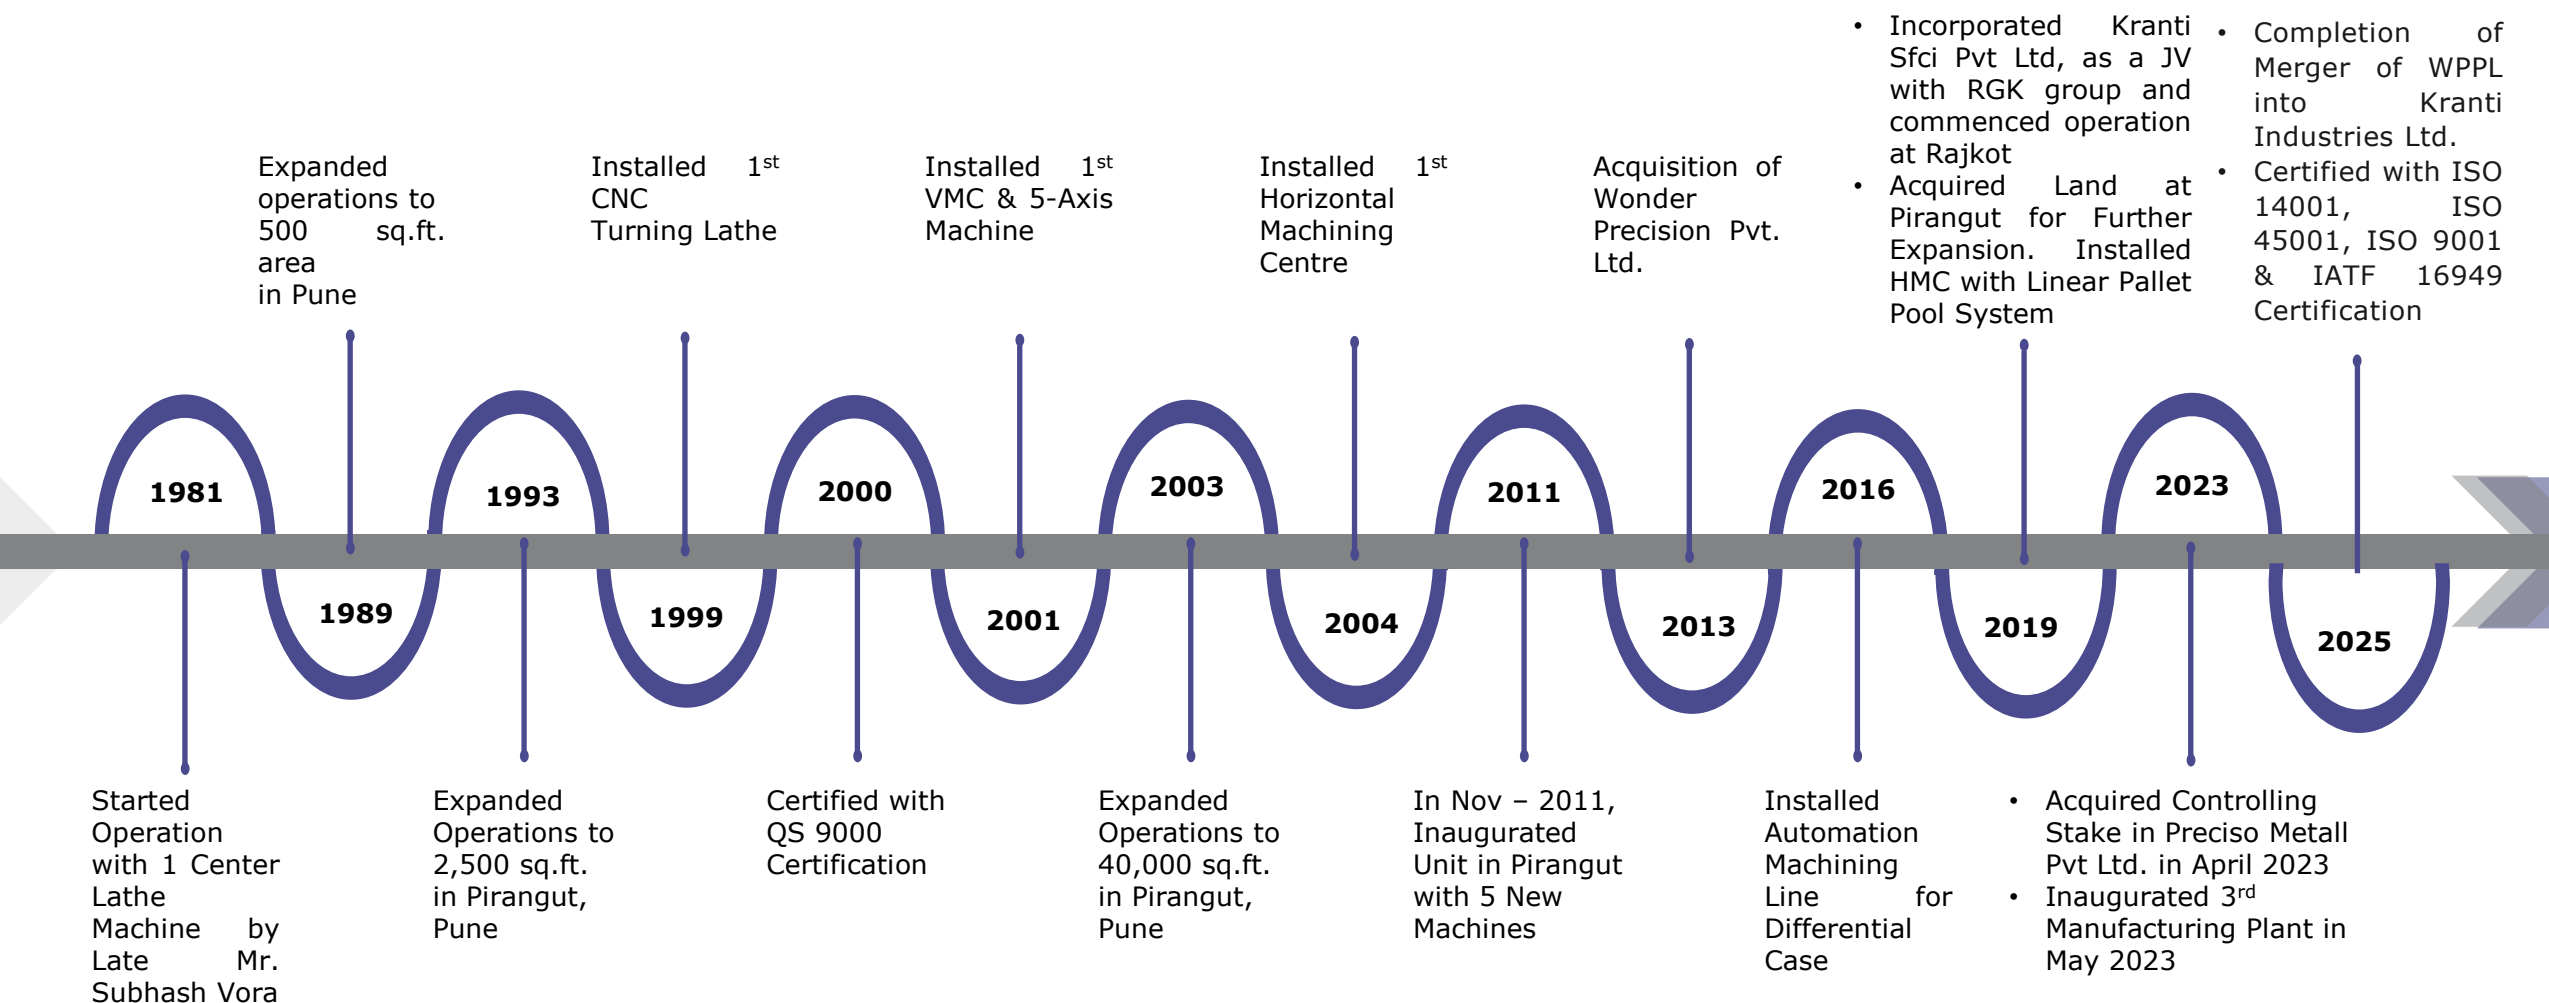 Expanded
operations to
500 sq.ft.
area
in Pune
Installed 1st
CNC
Turning Lathe
Installed 1st
VMC & 5-Axis
Machine
Installed 1st
Horizontal
Machining
Centre
Acquisition of
Wonder
Precision Pvt.
Ltd.
• Incorporated Kranti
Sfci Pvt Ltd, as a JV
with RGK group and
commenced operation
at Rajkot
• Acquired Land at
Pirangut for Further
Expansion. Installed
HMC with Linear Pallet
Pool System
• Completion of
Merger of WPPL
into Kranti
Industries Ltd.
• Certified with ISO
14001, ISO
45001, ISO 9001
& IATF 16949
Certification
1981
1989
1993
1999
2000
2001
2003
2004
2011
2013
2016
2019
2023
2025
Started
Operation
with 1 Center
Lathe
Machine by
Late Mr.
Subhash Vora
Expanded
Operations to
2,500 sq.ft.
in Pirangut,
Pune
Certified with
QS 9000
Certification
Expanded
Operations to
40,000 sq.ft.
in Pirangut,
Pune
In Nov – 2011,
Inaugurated
Unit in Pirangut
with 5 New
Machines
Installed
Automation
Machining
Line for
Differential
Case
• Acquired Controlling
Stake in Preciso Metall
Pvt Ltd. in April 2023
• Inaugurated 3rd
Manufacturing Plant in
May 2023